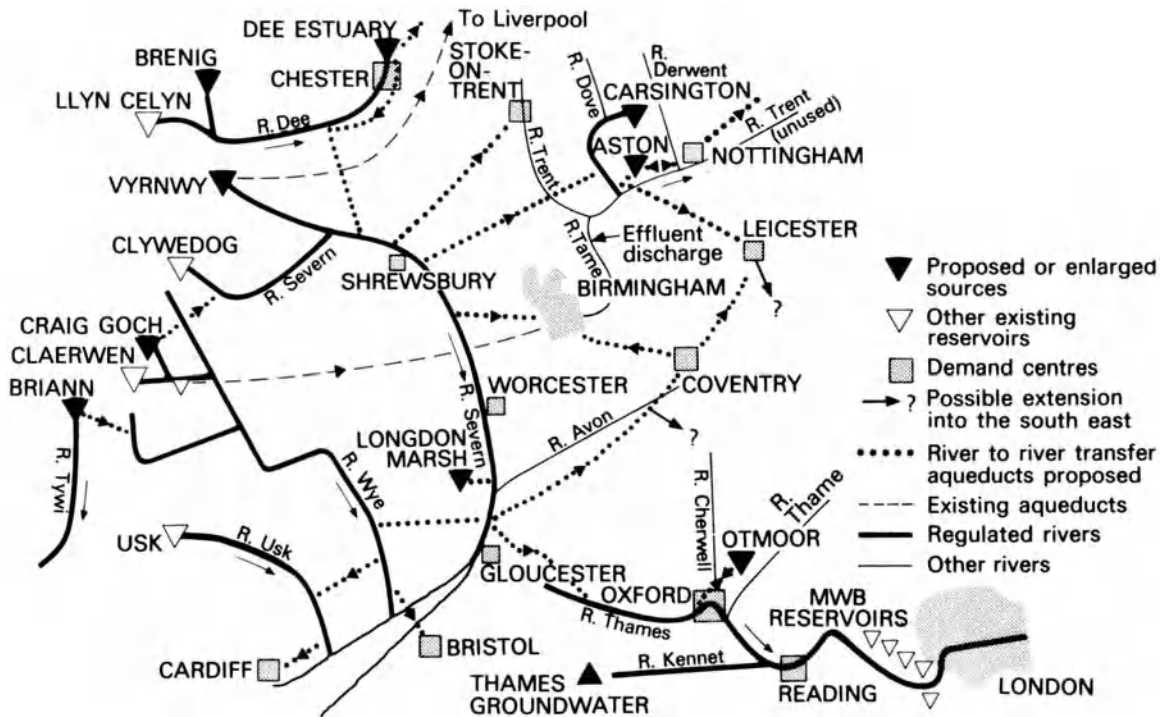 To Liverpool
DEE ESTUARY
BRENIG
CHESTER
LLYN CELYN
R. Dee
STOKE-
ON-
TRENT
R. Dove
R.
Derwent
CARSINGTON
R. Trent
(unused)
ASTON
NOTTINGHAM
R. Trent
VYRNWY
CLYWEDOG
R. Severn
SHREWSBURY
R. Tame
Effluent
discharge
BIRMINGHAM
LEICESTER
?
CRAIG GOCH
CLAERWEN
BRIANN
R. Tywi
WORCESTER
R. Severn
COVENTRY
LONGDON
MARSH
R. Avon
?
R. Wye
USK
R. Usk
R. Cherwell
R.
Thame
OTMOOR
GLOUCESTER
OXFORD
R. Thames
MWB
RESERVOIRS
BRISTOL
CARDIFF
R. Kennet
THAMES
GROUNDWATER
READING
LONDON
Proposed or enlarged
sources
Other existing
reservoirs
Demand centres
? Possible extension
into the south east
River to river transfer
aqueducts proposed
Existing aqueducts
Regulated rivers
Other rivers